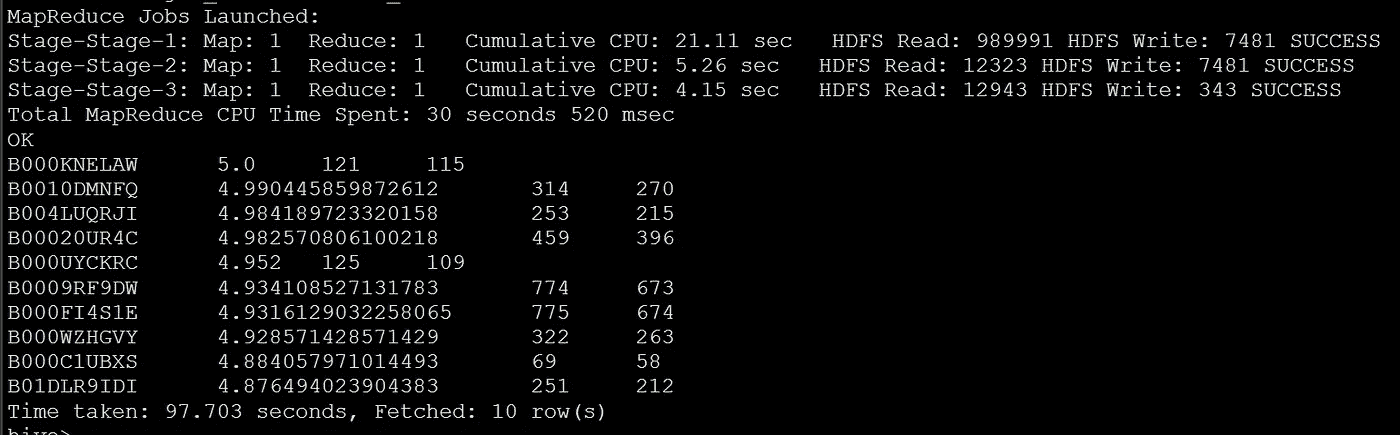 MapReduce Jobs Launched:
Stage-Stage-1: Map: 1  Reduce: 1   Cumulative CPU: 21.11 sec   HDFS Read: 989991 HDFS Write: 7481 SUCCESS
Stage-Stage-2: Map: 1  Reduce: 1   Cumulative CPU: 5.26 sec   HDFS Read: 12323 HDFS Write: 7481 SUCCESS
Stage-Stage-3: Map: 1  Reduce: 1   Cumulative CPU: 4.15 sec   HDFS Read: 12943 HDFS Write: 343 SUCCESS
Total MapReduce CPU Time Spent: 30 seconds 520 msec
OK
B000KNELAW	5.0	121	115
B0010DMNFQ	4.990445859872612	314	270
B004LUQRJI	4.984189723320158	253	215
B00020UR4C	4.982570806100218	459	396
B000UYCKRC	4.952	125	109
B0009RF9DW	4.934108527131783	774	673
B000FI4S1E	4.9316129032258065	775	674
B000WZHGVY	4.928571428571429	322	263
B000C1UBXS	4.884057971014493	69	58
B01DLR9IDI	4.876494023904383	251	212
Time taken: 97.703 seconds, Fetched: 10 row(s)
hive>